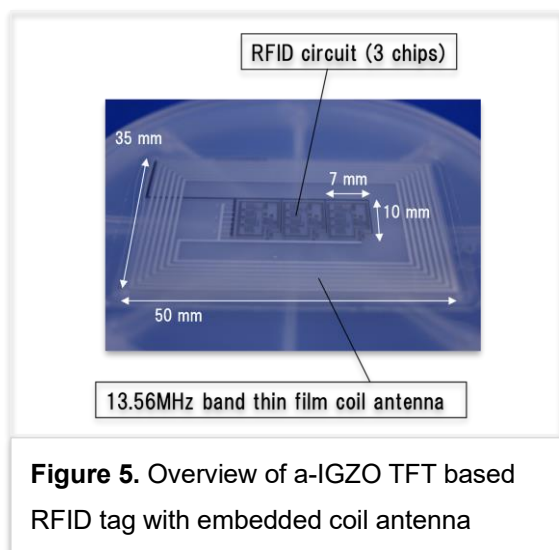 RFID circuit (3 chips)
35 mm
7 mm
10 mm
50 mm
13.56MHz band thin film coil antenna
Figure 5. Overview of a-IGZO TFT based
RFID tag with embedded coil antenna